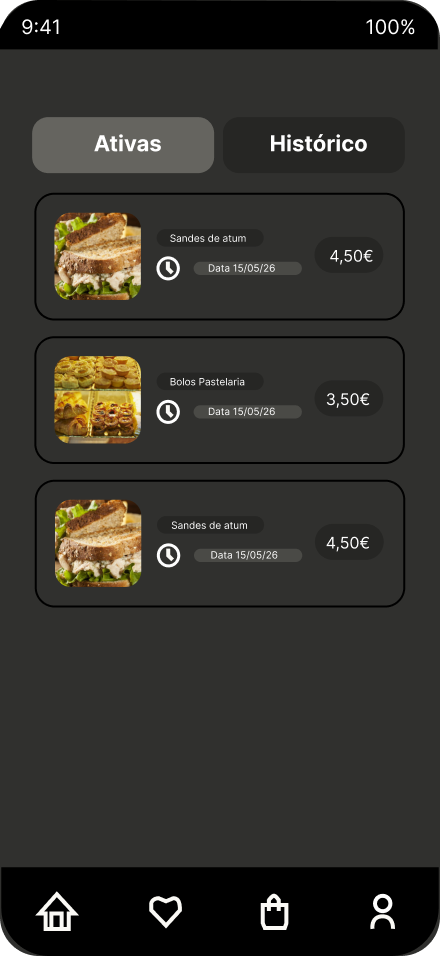 9:41
100%
Ativas
Histórico
Sandes de atum
Data 15/05/26
4,50€
Bolos Pastelaria
Data 15/05/26
3,50€
Sandes de atum
Data 15/05/26
4,50€